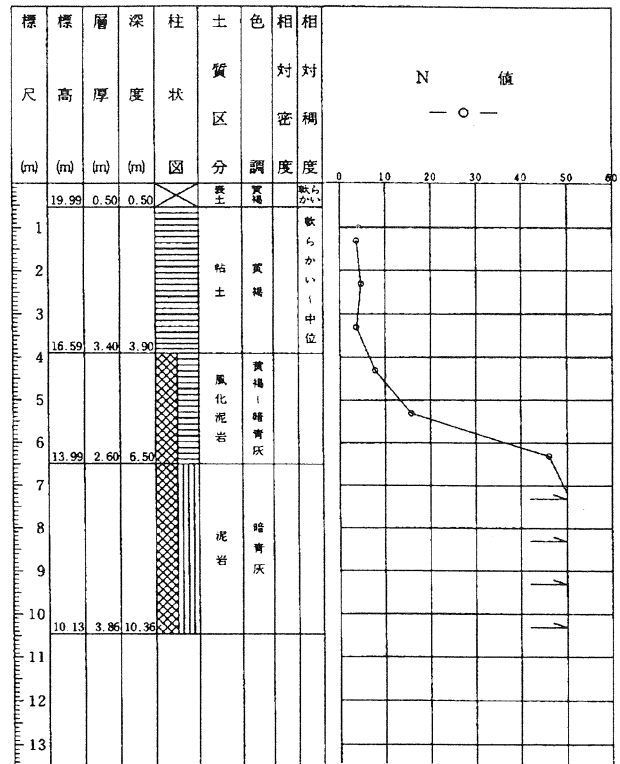 標尺(m)
標高(m)
層厚(m)
深度(m)
柱状図
土質区分
色調
相対密度
相対稠度
N 値
0 10 20 30 40 50 60
19.99 0.50 0.50 表土 黄褐 軟らかい
1
2
3
粘土 黄褐 軟らかい～中位
16.59 3.40 3.90
4
5
6
風化泥岩 黄褐～暗青灰
13.99 2.60 6.50
7
8
9
泥岩 暗青灰
10
10.13 3.86 10.36
11
12
13